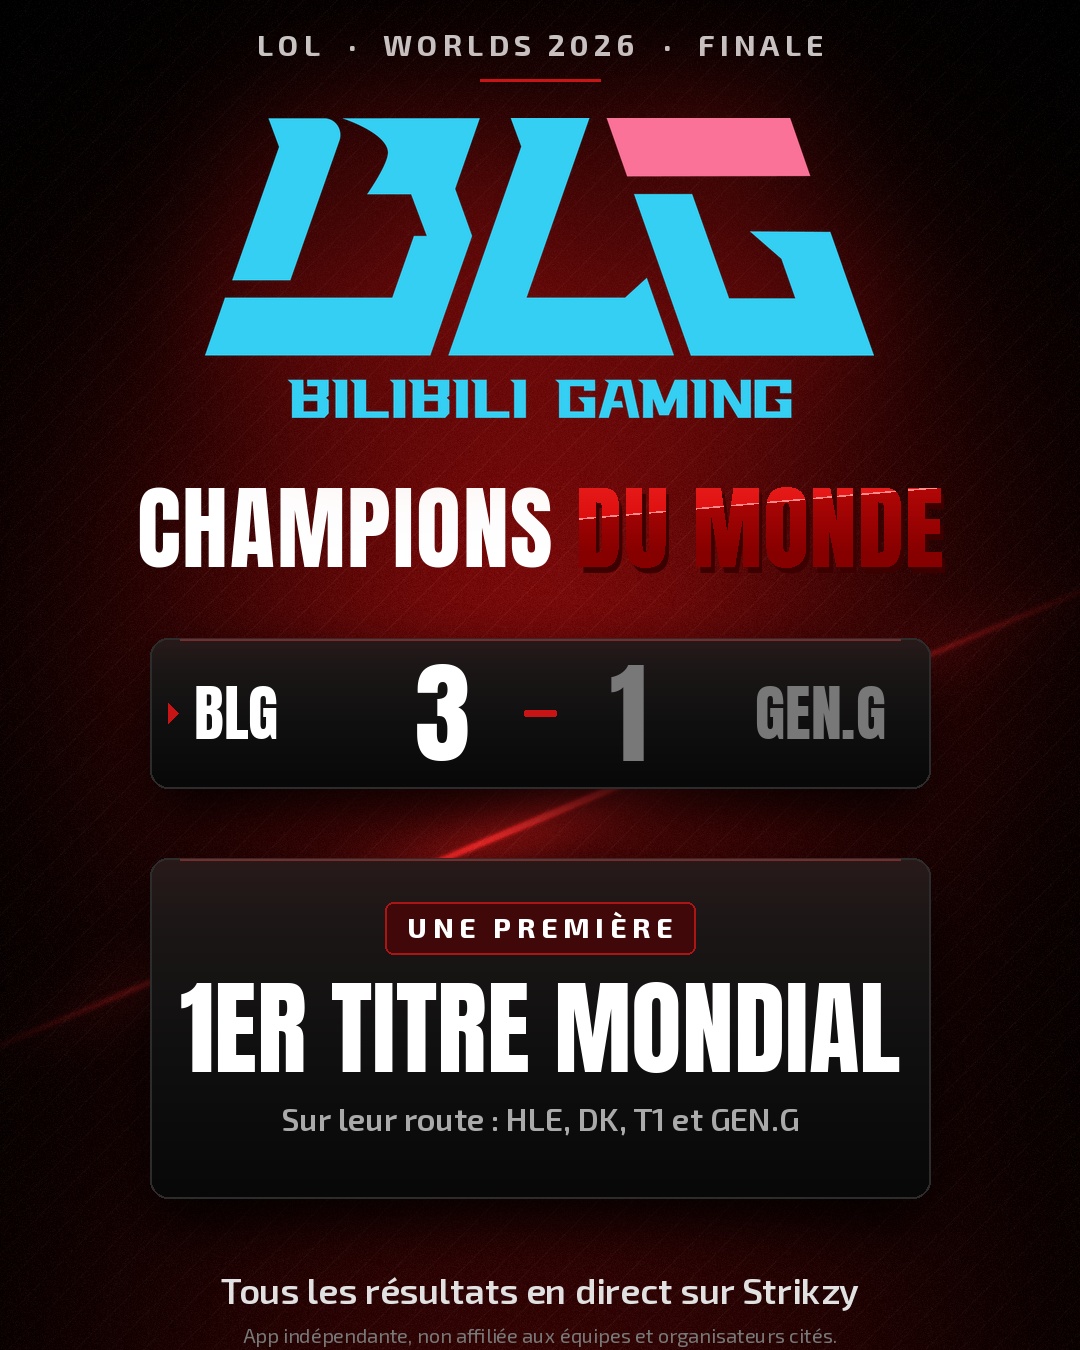 LOL · WORLDS 2026 · FINALE
BLG
BILIBILI GAMING
CHAMPIONS DU MONDE
BLG 3 – 1 GEN.G
UNE PREMIÈRE
1ER TITRE MONDIAL
Sur leur route : HLE, DK, T1 et GEN.G
Tous les résultats en direct sur Strikzy
App indépendante, non affiliée aux équipes et organisateurs cités.